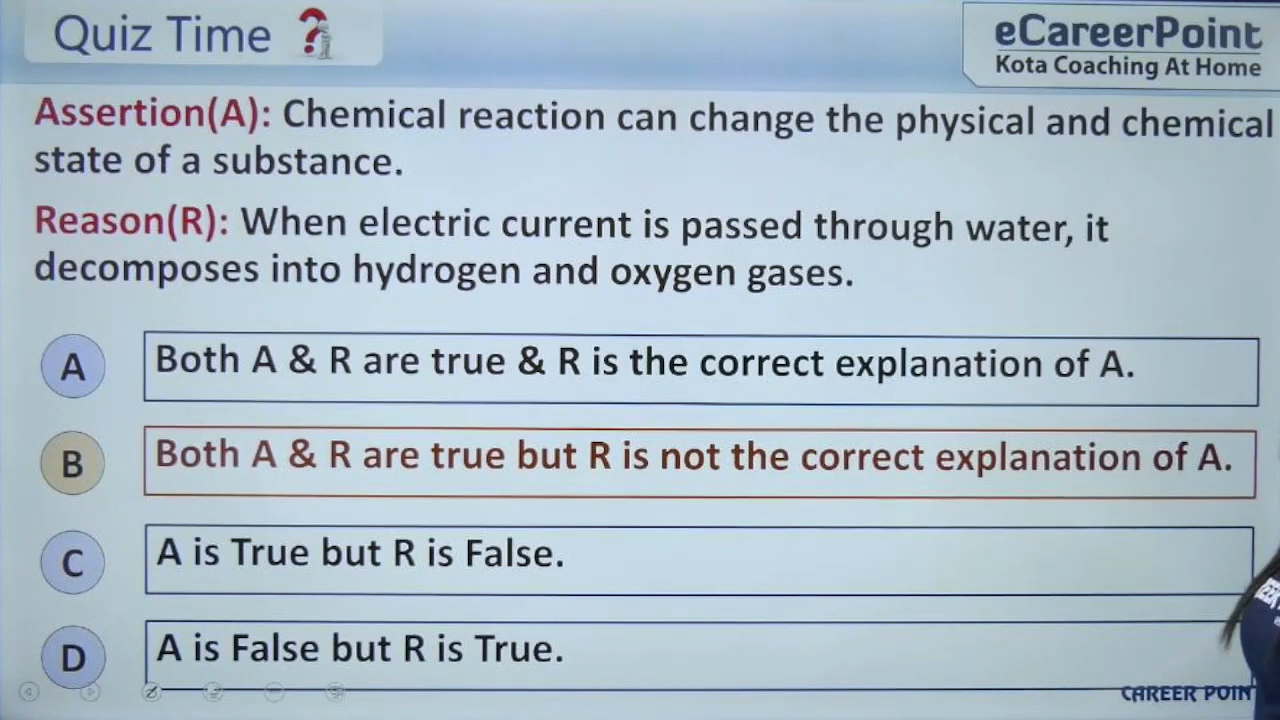 Quiz Time
eCareerPoint
Kota Coaching At Home
Assertion(A): Chemical reaction can change the physical and chemical
state of a substance.
Reason(R): When electric current is passed through water, it
decomposes into hydrogen and oxygen gases.
A Both A & R are true & R is the correct explanation of A.
B Both A & R are true but R is not the correct explanation of A.
C A is True but R is False.
D A is False but R is True.
CAREER POIN